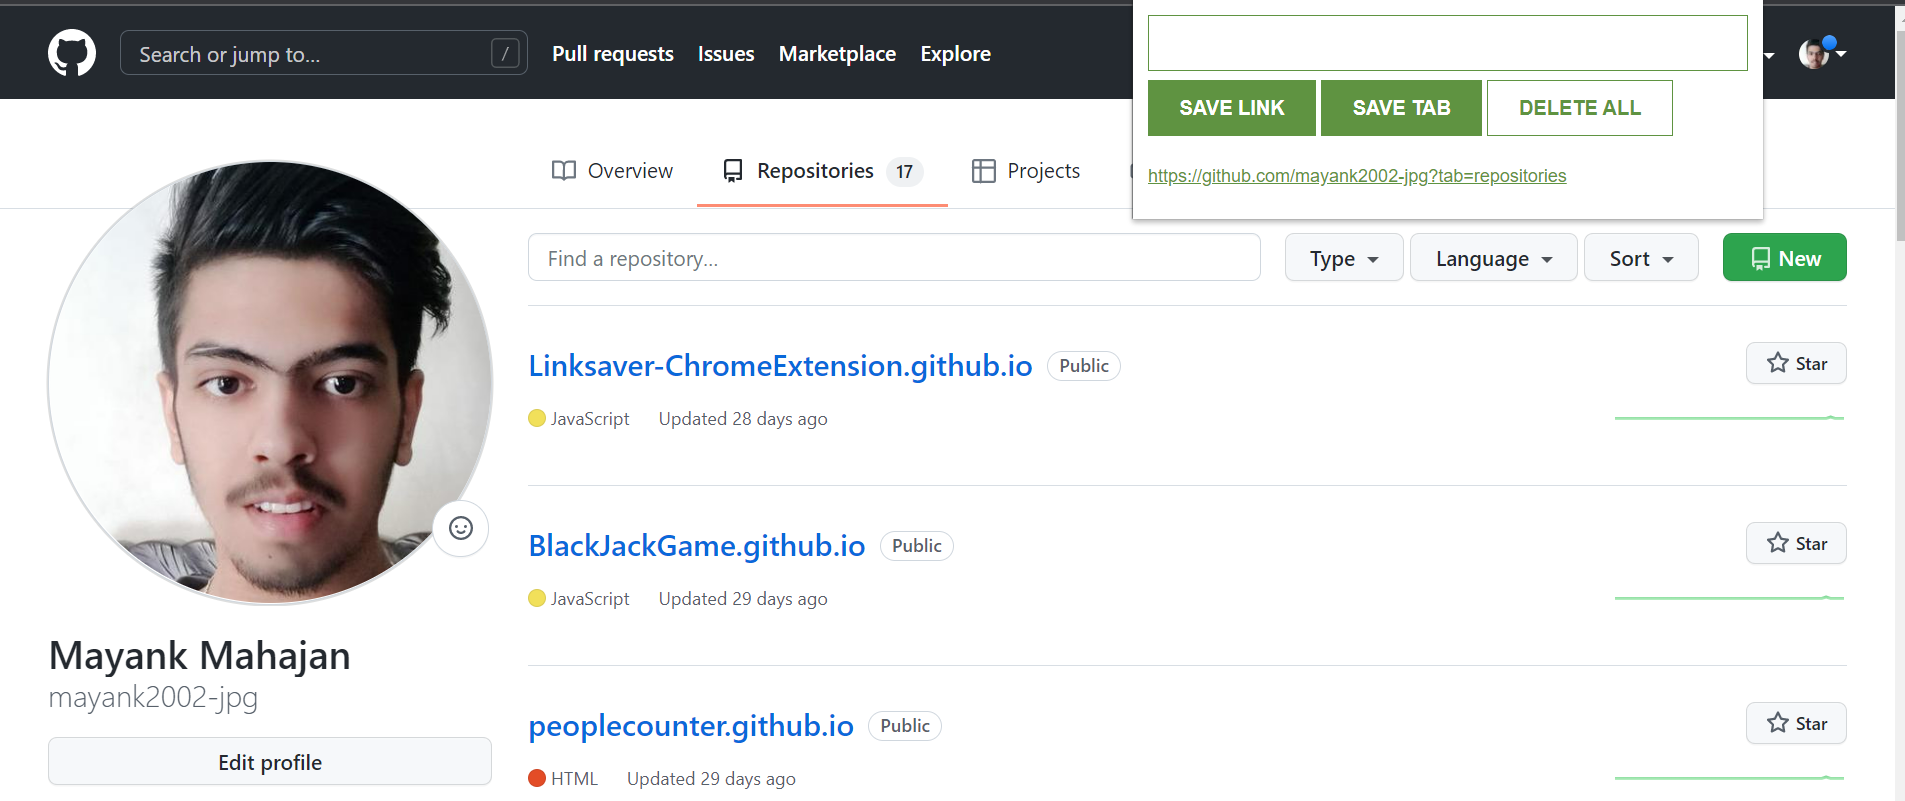 Search or jump to...
/
Pull requests
Issues
Marketplace
Explore
SAVE LINK
SAVE TAB
DELETE ALL
https://github.com/mayank2002-jpg?tab=repositories
Overview
Repositories 17
Projects
Find a repository...
Type
Language
Sort
New
Linksaver-ChromeExtension.github.io Public
Star
JavaScript Updated 28 days ago
BlackJackGame.github.io Public
Star
JavaScript Updated 29 days ago
Mayank Mahajan
mayank2002-jpg
Edit profile
peoplecounter.github.io Public
Star
HTML Updated 29 days ago